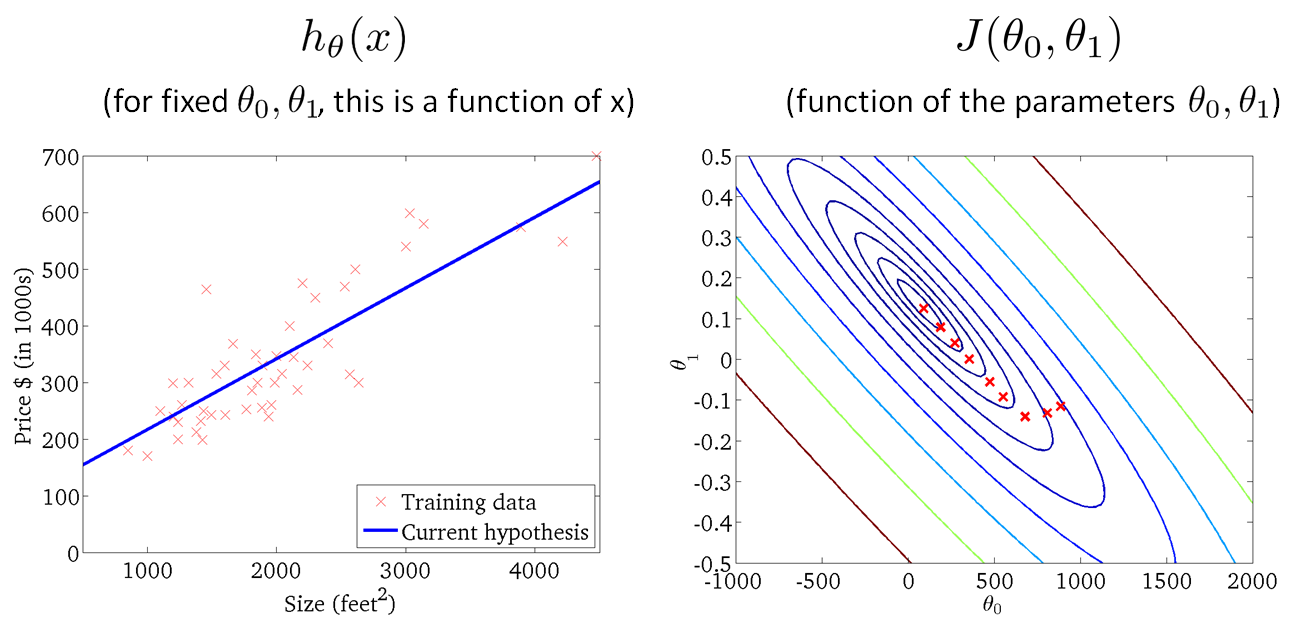 hθ(x)
(for fixed θ0, θ1, this is a function of x)
700
600
500
400
300
200
100
0
Price $ (in 1000s)
Training data
Current hypothesis
1000 2000 3000 4000
Size (feet²)
J(θ0, θ1)
(function of the parameters θ0, θ1)
0.5
0.4
0.3
0.2
0.1
0
-0.1
-0.2
-0.3
-0.4
-0.5
θ1
-1000 -500 0 500 1000 1500 2000
θ0